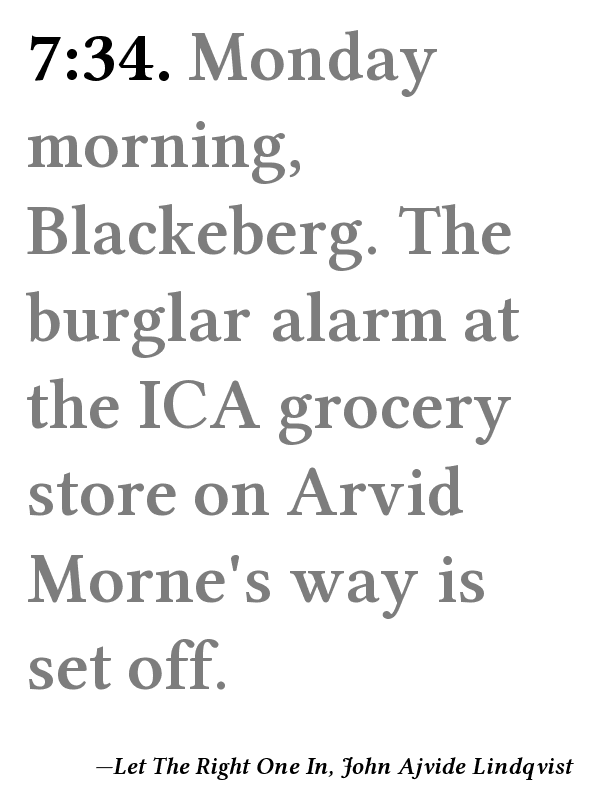 7:34. Monday
morning,
Blackeberg. The
burglar alarm at
the ICA grocery
store on Arvid
Morne's way is
set off.
—Let The Right One In, John Ajvide Lindqvist